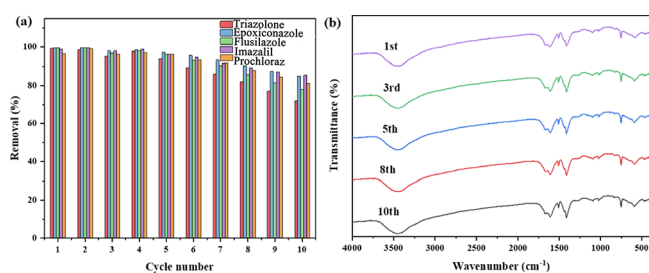 (a)
Triazolone
Epoxiconazole
Flusilazole
Imazalil
Prochloraz
100
80
60
40
20
0
Removal (%)
1 2 3 4 5 6 7 8 9 10
Cycle number
(b)
1st
3rd
5th
8th
10th
Transmittance (%)
4000 3500 3000 2500 2000 1500 1000 500
Wavenumber (cm⁻¹)